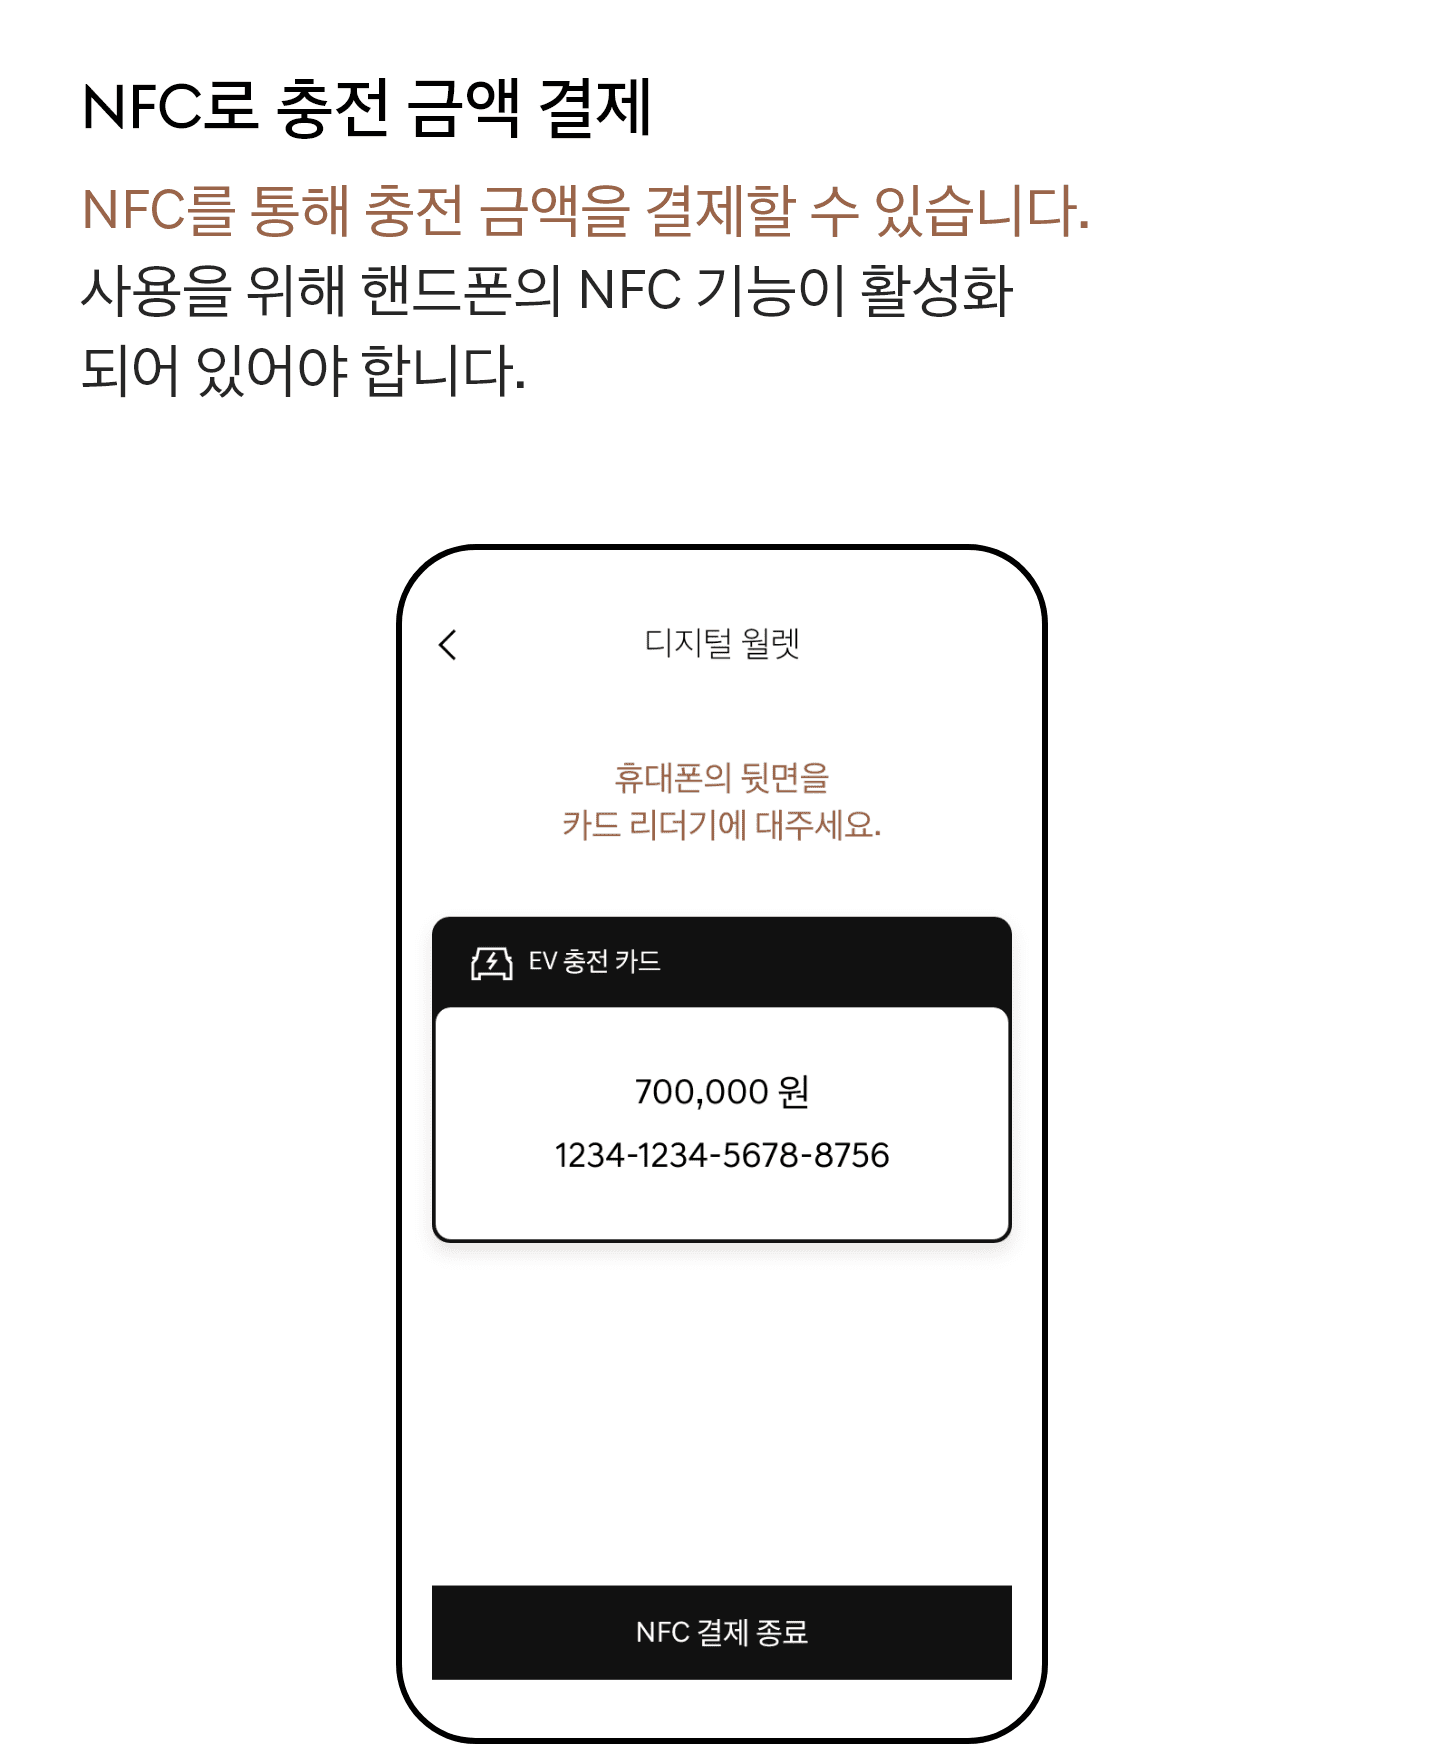 NFC로 충전 금액 결제
NFC를 통해 충전 금액을 결제할 수 있습니다.
사용을 위해 핸드폰의 NFC 기능이 활성화
되어 있어야 합니다.
디지털 월렛
휴대폰의 뒷면을
카드 리더기에 대주세요.
EV 충전 카드
700,000 원
1234-1234-5678-8756
NFC 결제 종료